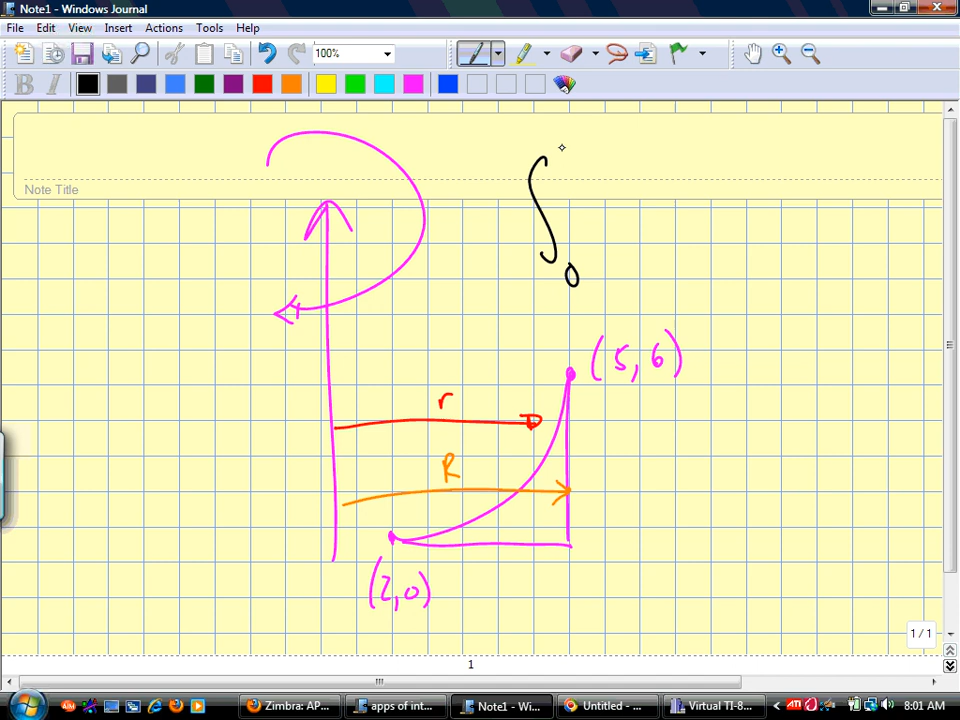 Note1 - Windows Journal
File Edit View Insert Actions Tools Help
100%
B I
Note Title
∫
0
(5, 6)
r
R
(2,0)
1 / 1
1
Zimbra: AP...
apps of int...
Note1 - Wi...
Untitled - ...
Virtual TI-8...
8:01 AM